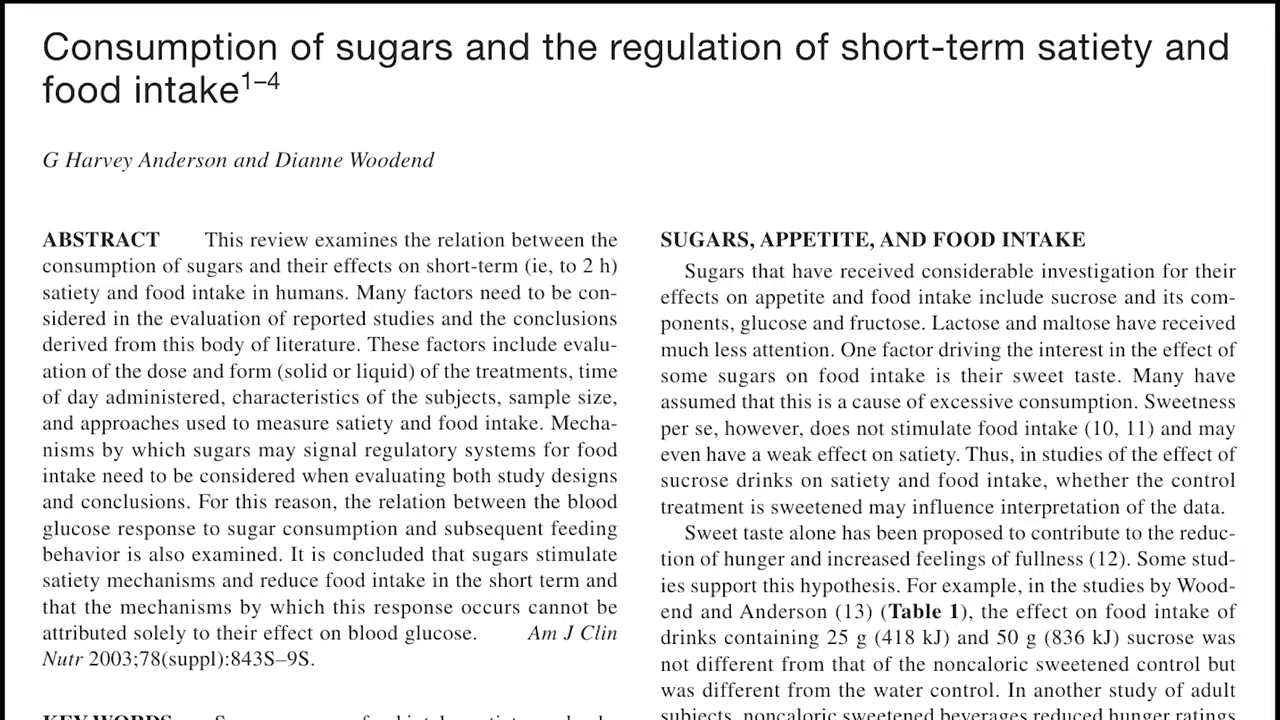 Consumption of sugars and the regulation of short-term satiety and
food intake1–4
G Harvey Anderson and Dianne Woodend
ABSTRACT This review examines the relation between the
consumption of sugars and their effects on short-term (ie, to 2 h)
satiety and food intake in humans. Many factors need to be con-
sidered in the evaluation of reported studies and the conclusions
derived from this body of literature. These factors include evalu-
ation of the dose and form (solid or liquid) of the treatments, time
of day administered, characteristics of the subjects, sample size,
and approaches used to measure satiety and food intake. Mecha-
nisms by which sugars may signal regulatory systems for food
intake need to be considered when evaluating both study designs
and conclusions. For this reason, the relation between the blood
glucose response to sugar consumption and subsequent feeding
behavior is also examined. It is concluded that sugars stimulate
satiety mechanisms and reduce food intake in the short term and
that the mechanisms by which this response occurs cannot be
attributed solely to their effect on blood glucose. Am J Clin
Nutr 2003;78(suppl):843S–9S.
KEY WORDS
SUGARS, APPETITE, AND FOOD INTAKE
Sugars that have received considerable investigation for their
effects on appetite and food intake include sucrose and its com-
ponents, glucose and fructose. Lactose and maltose have received
much less attention. One factor driving the interest in the effect of
some sugars on food intake is their sweet taste. Many have
assumed that this is a cause of excessive consumption. Sweetness
per se, however, does not stimulate food intake (10, 11) and may
even have a weak effect on satiety. Thus, in studies of the effect of
sucrose drinks on satiety and food intake, whether the control
treatment is sweetened may influence interpretation of the data.
Sweet taste alone has been proposed to contribute to the reduc-
tion of hunger and increased feelings of fullness (12). Some stud-
ies support this hypothesis. For example, in the studies by Wood-
end and Anderson (13) (Table 1), the effect on food intake of
drinks containing 25 g (418 kJ) and 50 g (836 kJ) sucrose was
not different from that of the noncaloric sweetened control but
was different from the water control. In another study of adult
subjects, noncaloric sweetened beverages reduced hunger ratings